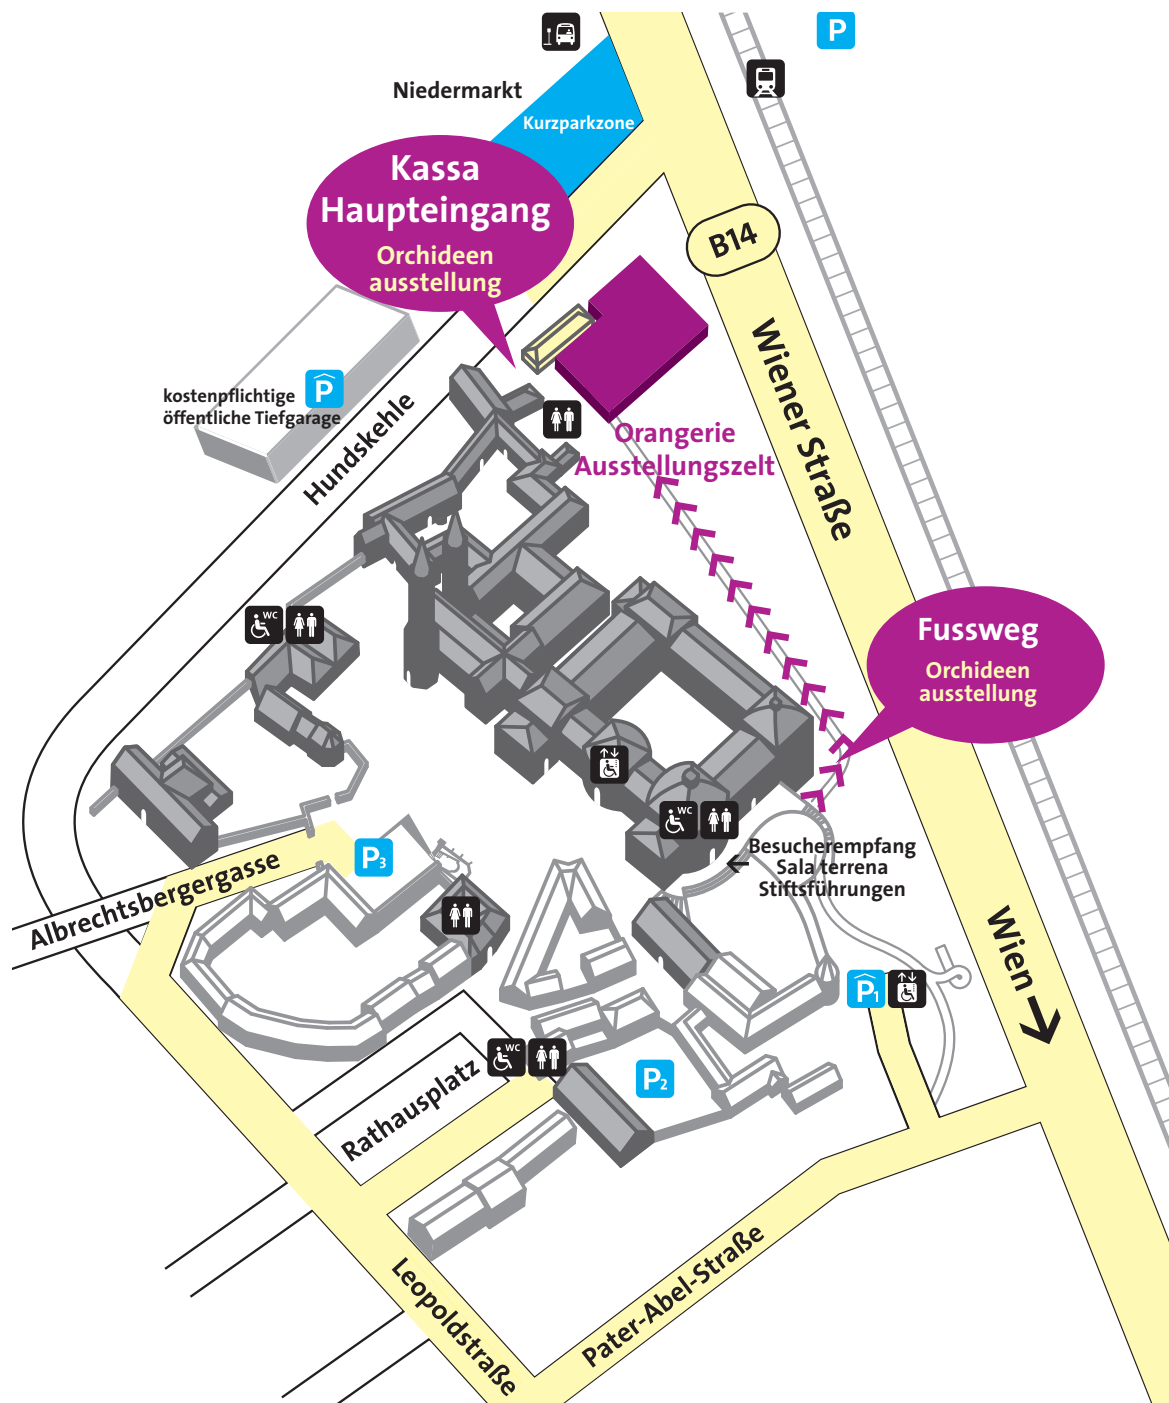 P
Niedermarkt
Kurzparkzone
Kassa
Haupteingang
Orchideen
ausstellung
B14
Wiener Straße
kostenpflichtige
öffentliche Tiefgarage
P
Hundskehle
Orangerie
Ausstellungszelt
WC
Fussweg
Orchideen
ausstellung
WC
Besucherempfang
Sala terrena
Stiftsführungen
P3
Albrechtsbergergasse
Wien
P1
WC
P2
Rathausplatz
Leopoldstraße
Pater-Abel-Straße